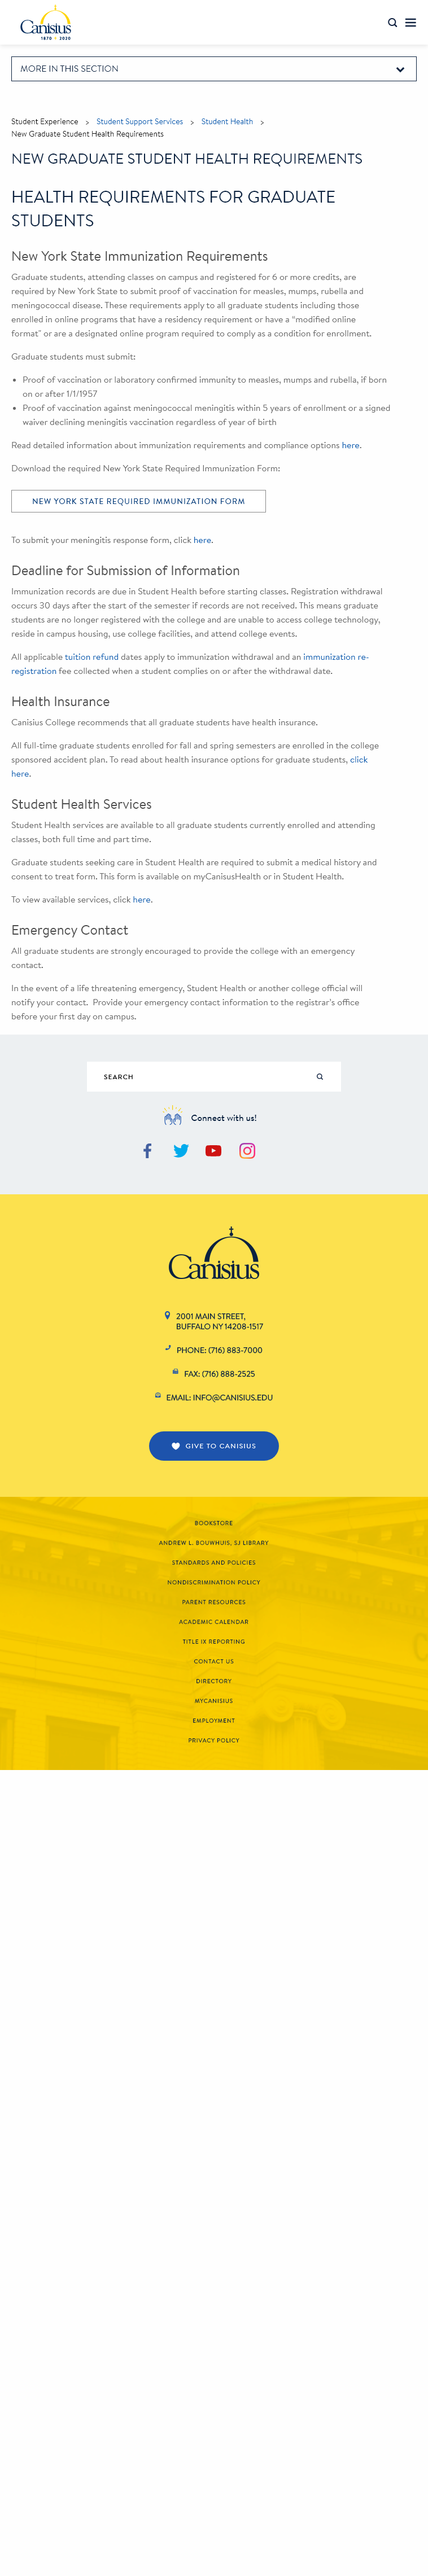 Canisius
1870 2020
MORE IN THIS SECTION
Student Experience > Student Support Services > Student Health >
New Graduate Student Health Requirements
NEW GRADUATE STUDENT HEALTH REQUIREMENTS
HEALTH REQUIREMENTS FOR GRADUATE
STUDENTS
New York State Immunization Requirements
Graduate students, attending classes on campus and registered for 6 or more credits, are
required by New York State to submit proof of vaccination for measles, mumps, rubella and
meningococcal disease. These requirements apply to all graduate students including those
enrolled in online programs that have a residency requirement or have a “modified online
format" or are a designated online program required to comply as a condition for enrollment.
Graduate students must submit:
• Proof of vaccination or laboratory confirmed immunity to measles, mumps and rubella, if born
on or after 1/1/1957
• Proof of vaccination against meningococcal meningitis within 5 years of enrollment or a signed
waiver declining meningitis vaccination regardless of year of birth
Read detailed information about immunization requirements and compliance options here.
Download the required New York State Required Immunization Form:
NEW YORK STATE REQUIRED IMMUNIZATION FORM
To submit your meningitis response form, click here.
Deadline for Submission of Information
Immunization records are due in Student Health before starting classes. Registration withdrawal
occurs 30 days after the start of the semester if records are not received. This means graduate
students are no longer registered with the college and are unable to access college technology,
reside in campus housing, use college facilities, and attend college events.
All applicable tuition refund dates apply to immunization withdrawal and an immunization re-
registration fee collected when a student complies on or after the withdrawal date.
Health Insurance
Canisius College recommends that all graduate students have health insurance.
All full-time graduate students enrolled for fall and spring semesters are enrolled in the college
sponsored accident plan. To read about health insurance options for graduate students, click
here.
Student Health Services
Student Health services are available to all graduate students currently enrolled and attending
classes, both full time and part time.
Graduate students seeking care in Student Health are required to submit a medical history and
consent to treat form. This form is available on myCanisusHealth or in Student Health.
To view available services, click here.
Emergency Contact
All graduate students are strongly encouraged to provide the college with an emergency
contact.
In the event of a life threatening emergency, Student Health or another college official will
notify your contact. Provide your emergency contact information to the registrar's office
before your first day on campus.
SEARCH
Connect with us!
Canisius
2001 MAIN STREET,
BUFFALO NY 14208-1517
PHONE: (716) 883-7000
FAX: (716) 888-2525
EMAIL: INFO@CANISIUS.EDU
GIVE TO CANISIUS
BOOKSTORE
ANDREW L. BOUWHUIS, SJ LIBRARY
STANDARDS AND POLICIES
NONDISCRIMINATION POLICY
PARENT RESOURCES
ACADEMIC CALENDAR
TITLE IX REPORTING
CONTACT US
DIRECTORY
MYCANISIUS
EMPLOYMENT
PRIVACY POLICY